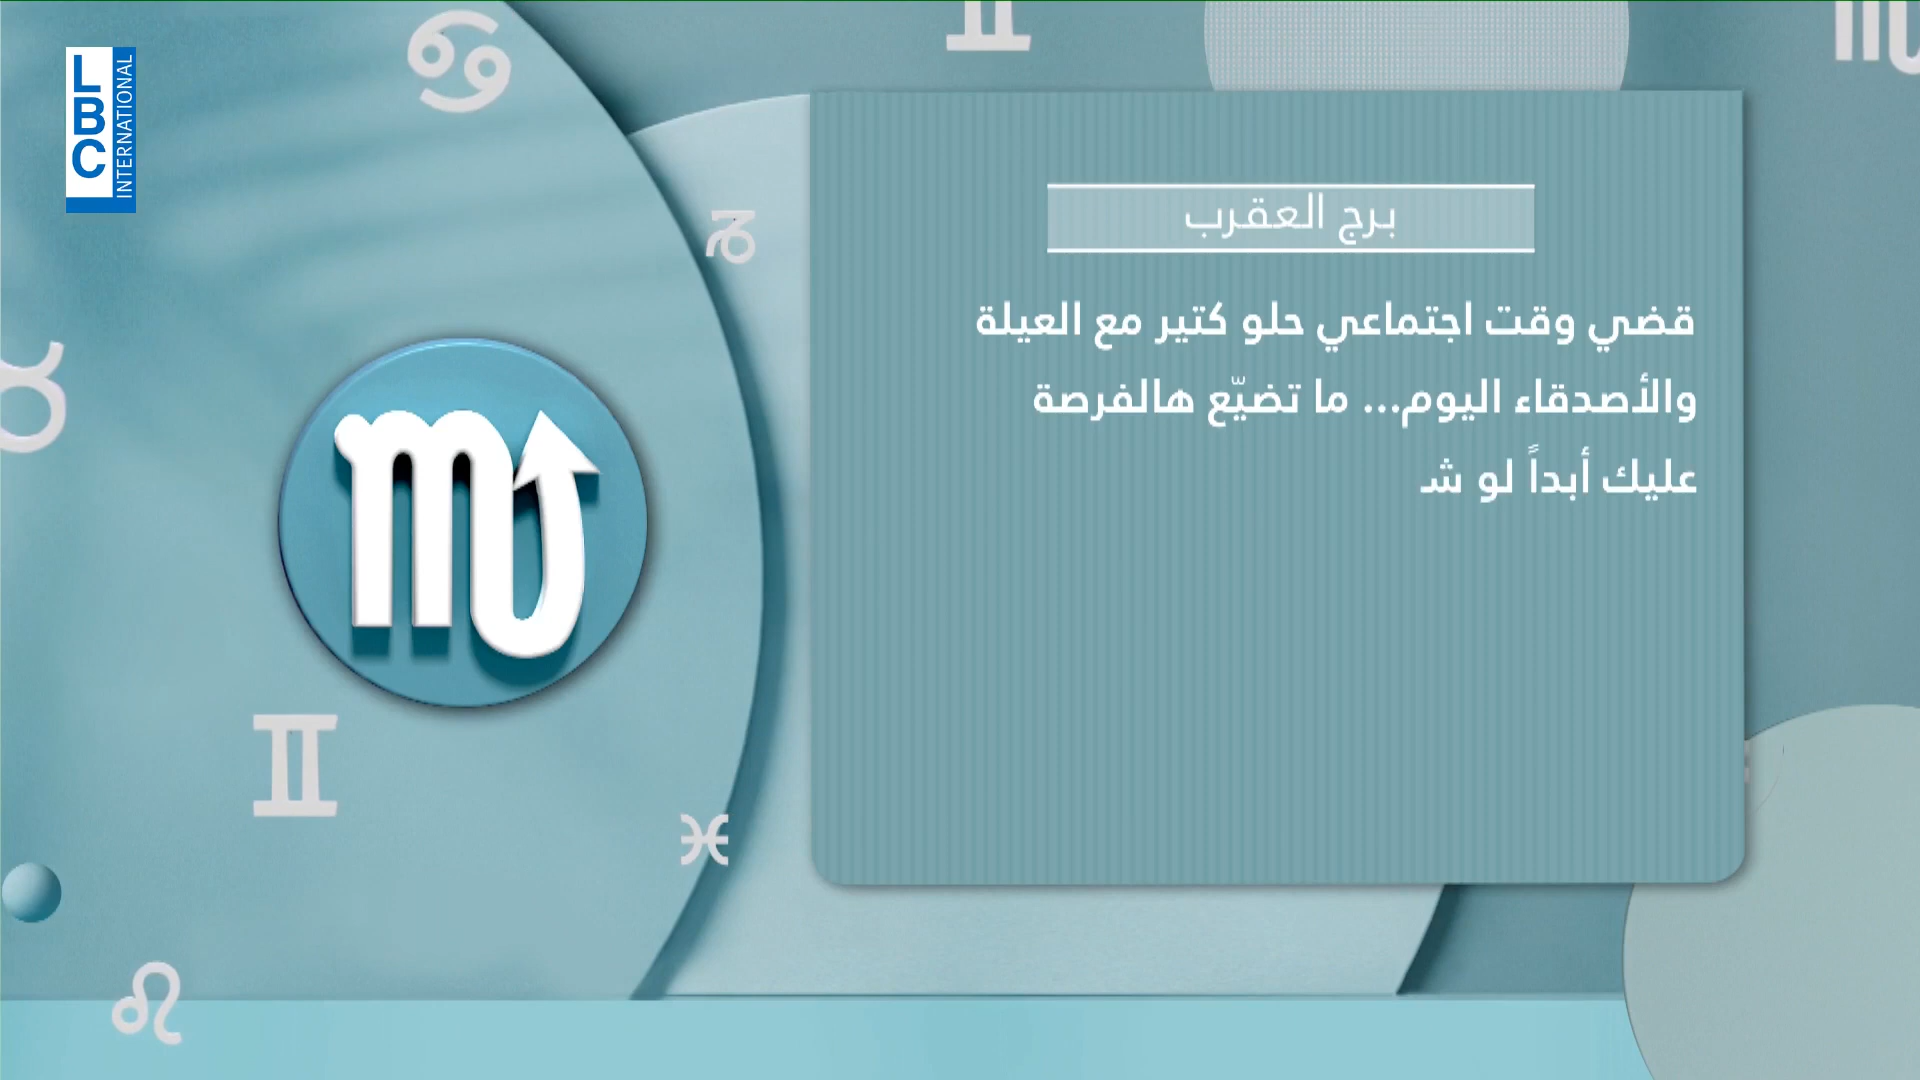 LBC
INTERNATIONAL
برج العقرب
قضي وقت اجتماعي حلو كتير مع العيلة
والأصدقاء اليوم... ما تضيّع هالفرصة
عليك أبداً لو شـ